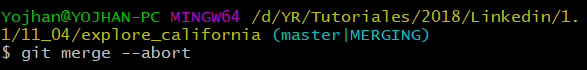 Yojhan@YOJHAN-PC MINGW64 /d/YR/Tutoriales/2018/Linkedin/1.
1/11_04/explore_california (master|MERGING)
$ git merge --abort